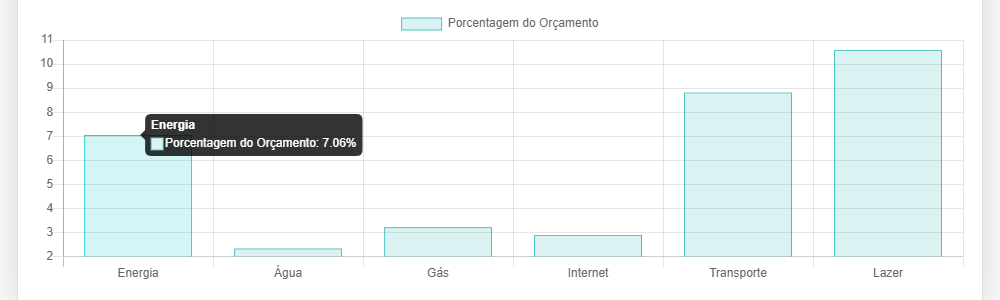 Porcentagem do Orçamento
11
10
9
8
7
6
5
4
3
2
Energia
Porcentagem do Orçamento: 7.06%
Energia
Água
Gás
Internet
Transporte
Lazer